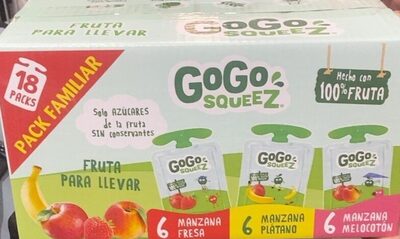 FRUTA
PARA LLEVAR
18
PACKS
PACK FAMILIAR
GoGo
SQUEEZ
Hecho con
100% FRUTA
Solo AZÚCARES
de la fruta
SIN conservantes
FRUTA
PARA LLEVAR
GoGo
SQUEEZ
GoGo
SQUEEZ
GoGo
SQUEEZ
6 MANZANA
FRESA
6 MANZANA
PLÁTANO
6 MANZANA
MELOCOTÓN